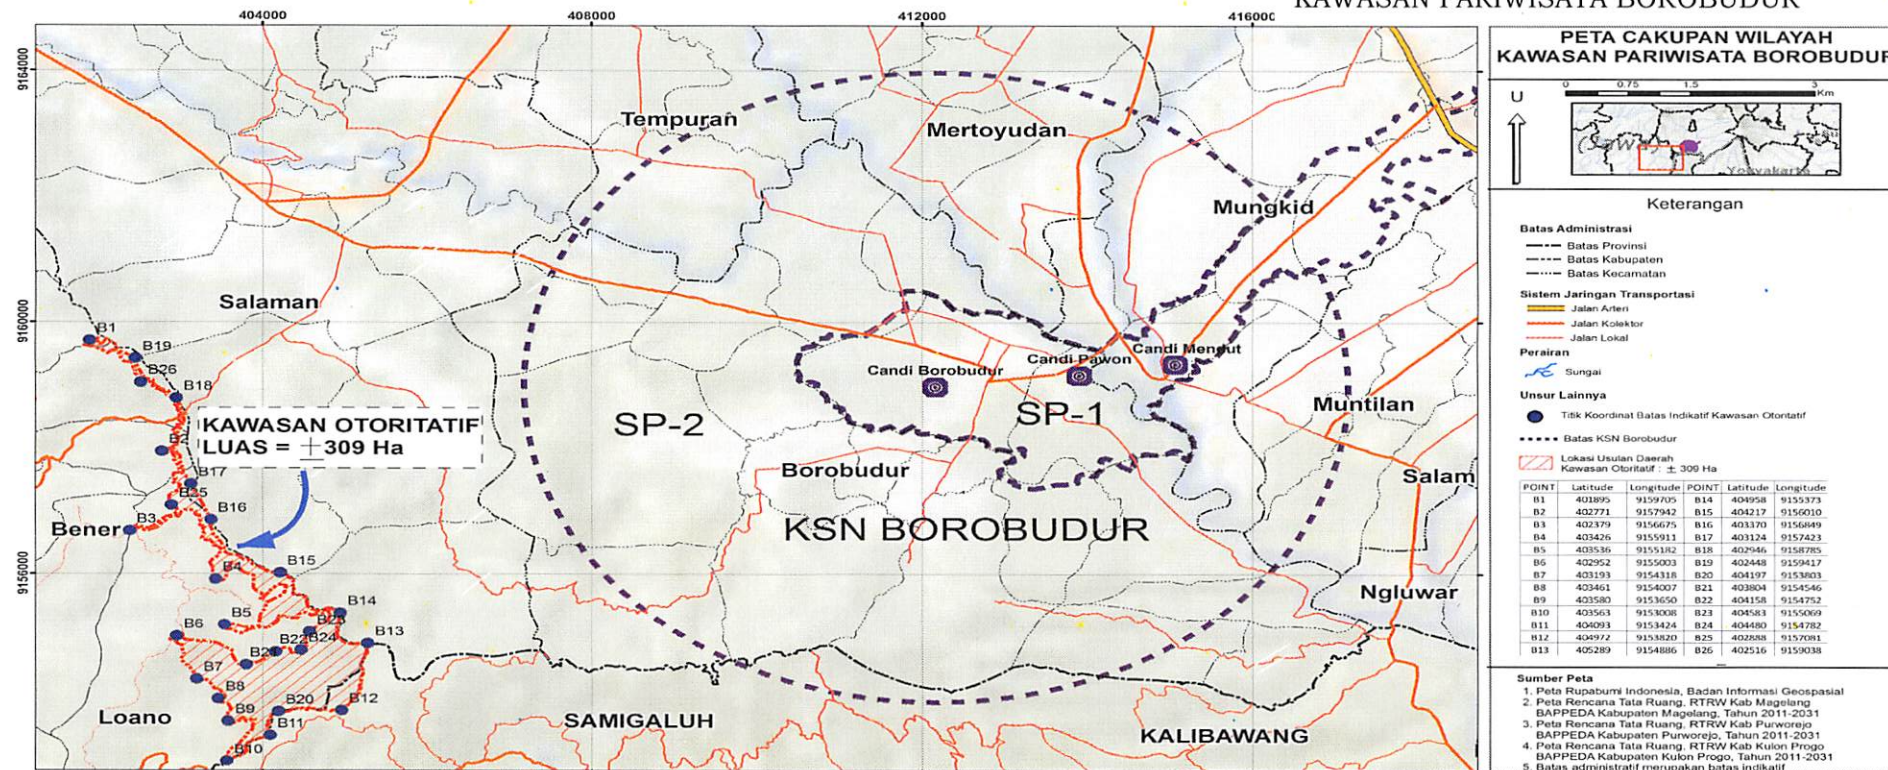 KAWASAN PARIWISATA BOROBUDUR
404000 408000 412000 416000
9164000
9160000
9156000
Tempuran
Mertoyudan
Mungkid
Salaman
Candi Borobudur
Candi Pawon
Candi Mendut
SP-2
SP-1
Muntilan
Borobudur
Salam
KSN BOROBUDUR
Bener
Ngluwar
Loano
SAMIGALUH
KALIBAWANG
KAWASAN OTORITATIF
LUAS = ±309 Ha
B1
B19
B26
B18
B2
B17
B25
B16
B3
B15
B4
B14
B5
B23
B6
B22
B24
B13
B21
B7
B8
B20
B12
B9
B11
B10
PETA CAKUPAN WILAYAH
KAWASAN PARIWISATA BOROBUDUR
U
0 0.75 1.5 3
Km
Jawa
Yogyakarta
Keterangan
Batas Administrasi
Batas Provinsi
Batas Kabupaten
Batas Kecamatan
Sistem Jaringan Transportasi
Jalan Arteri
Jalan Kolektor
Jalan Lokal
Perairan
Sungai
Unsur Lainnya
Titik Koordinat Batas Indikatif Kawasan Otoritatif
Batas KSN Borobudur
Lokasi Usulan Daerah
Kawasan Otoritatif : ± 309 Ha
POINT Latitude Longitude POINT Latitude Longitude
B1 401895 9159705 B14 404958 9155373
B2 402771 9157942 B15 404217 9156010
B3 402379 9156675 B16 403370 9156849
B4 403426 9155911 B17 403124 9157423
B5 403536 9155182 B18 402946 9158785
B6 402952 9155003 B19 402448 9159417
B7 403193 9154318 B20 404197 9153803
B8 403461 9154007 B21 403804 9154546
B9 403580 9153650 B22 404158 9154752
B10 403563 9153008 B23 404583 9155069
B11 404093 9153424 B24 404480 9154782
B12 404972 9153820 B25 402888 9157081
B13 405289 9154886 B26 402516 9159038
Sumber Peta
1. Peta Rupabumi Indonesia, Badan Informasi Geospasial
2. Peta Rencana Tata Ruang, RTRW Kab Magelang
BAPPEDA Kabupaten Magelang, Tahun 2011-2031
3. Peta Rencana Tata Ruang, RTRW Kab Purworejo
BAPPEDA Kabupaten Purworejo, Tahun 2011-2031
4. Peta Rencana Tata Ruang, RTRW Kab Kulon Progo
BAPPEDA Kabupaten Kulon Progo, Tahun 2011-2031
5. Batas administratif merupakan batas indikatif